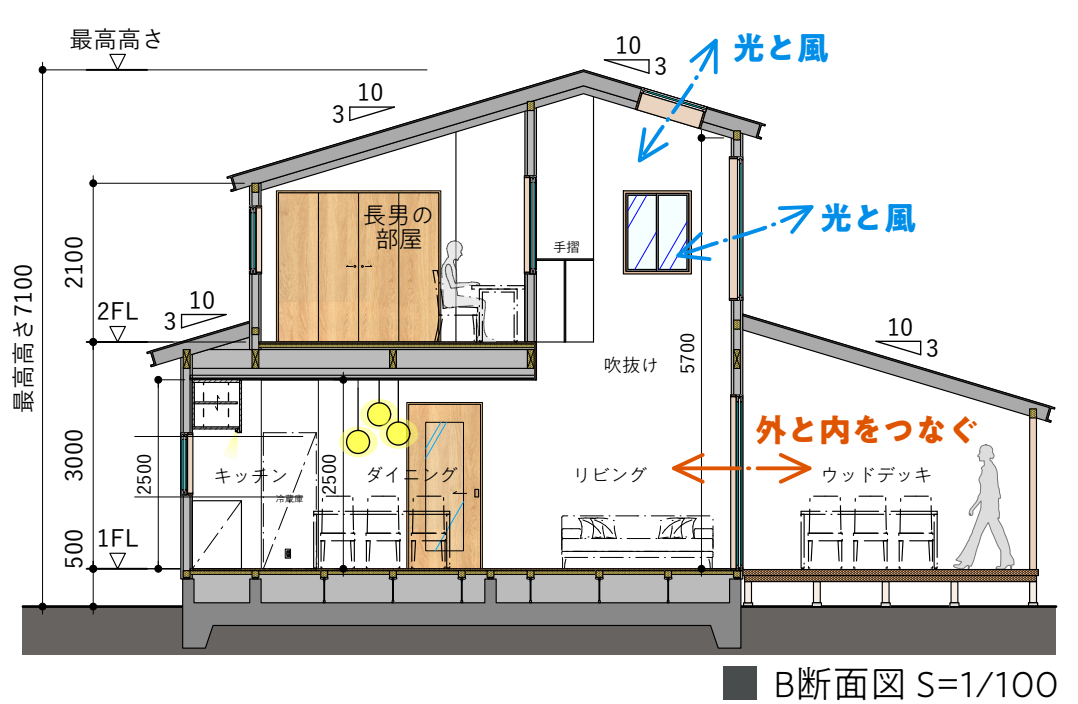 最高高さ
10
3
光と風
10
3
長男の
部屋
手摺
光と風
2100
最高高さ7100
2FL
10
3
吹抜け
5700
10
3
3000
2500
2500
外と内をつなぐ
キッチン
ダイニング
リビング
ウッドデッキ
冷蔵庫
500
1FL
B断面図 S=1/100